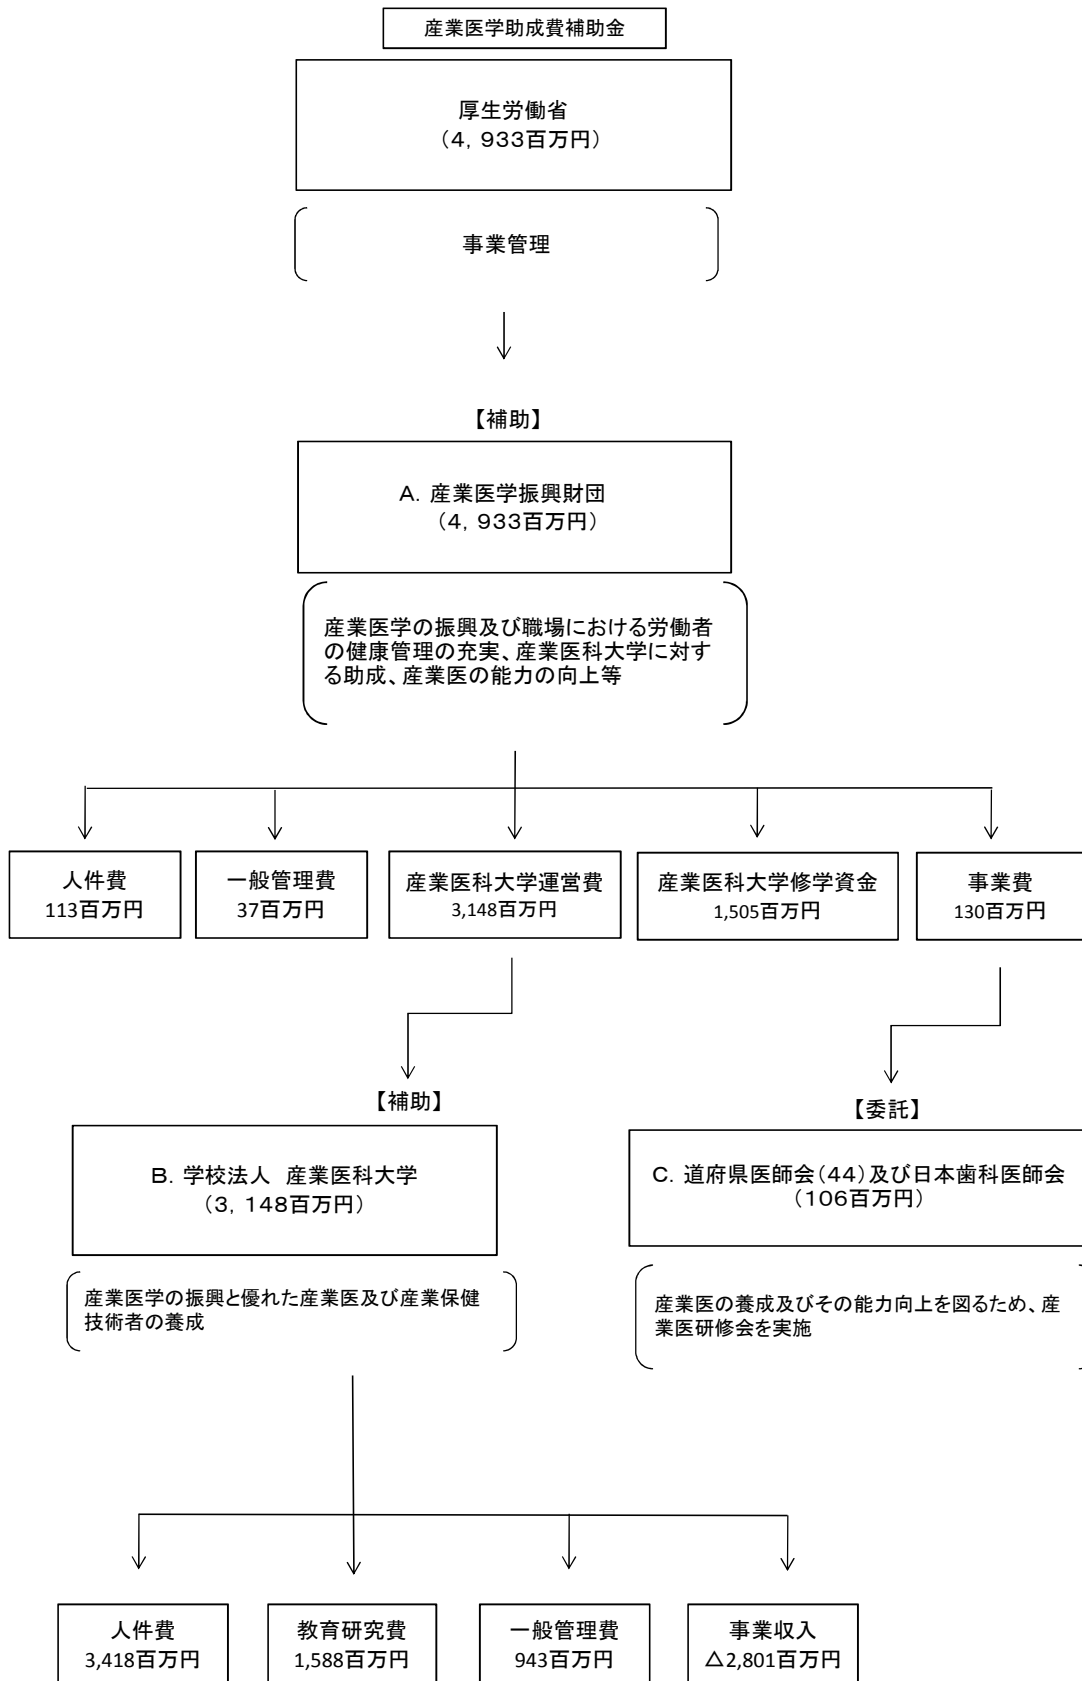 産業医学助成費補助金
厚生労働省
(4,933百万円)
事業管理
【補助】
A. 産業医学振興財団
(4,933百万円)
産業医学の振興及び職場における労働者
の健康管理の充実、産業医科大学に対す
る助成、産業医の能力の向上等
人件費
113百万円
一般管理費
37百万円
産業医科大学運営費
3,148百万円
産業医科大学修学資金
1,505百万円
事業費
130百万円
【補助】
B. 学校法人 産業医科大学
(3,148百万円)
産業医学の振興と優れた産業医及び産業保健
技術者の養成
【委託】
C. 道府県医師会(44)及び日本歯科医師会
(106百万円)
産業医の養成及びその能力向上を図るため、産
業医研修会を実施
人件費
3,418百万円
教育研究費
1,588百万円
一般管理費
943百万円
事業収入
△2,801百万円